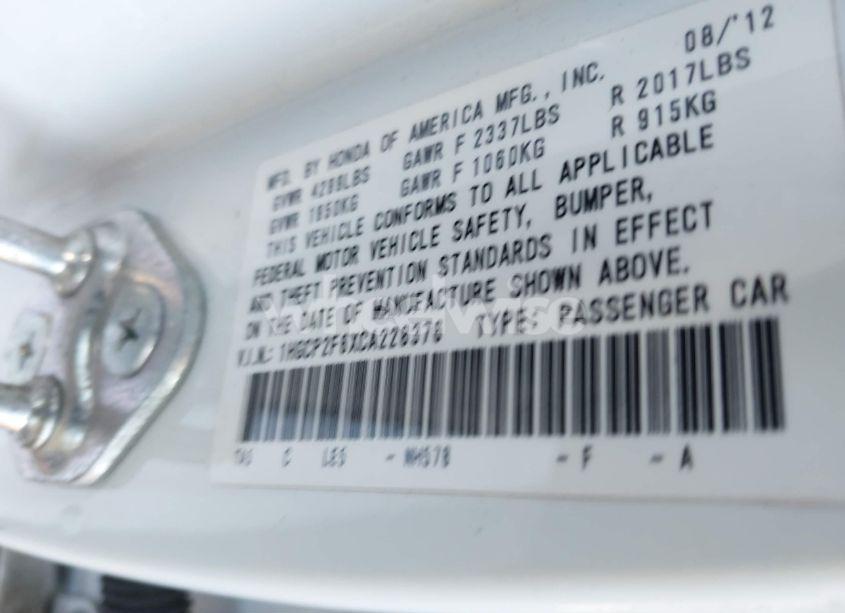 08/'12
MFD. BY HONDA OF AMERICA MFG., INC.
GVWR 4299LBS GAWR F 2337LBS R 2017LBS
GVWR 1950KG GAWR F 1060KG R 915KG
THIS VEHICLE CONFORMS TO ALL APPLICABLE
FEDERAL MOTOR VEHICLE SAFETY, BUMPER,
AND THEFT PREVENTION STANDARDS IN EFFECT
ON THE DATE OF MANUFACTURE SHOWN ABOVE.
V.I.N.: TYPE: PASSENGER CAR
C - NH578 - F - A